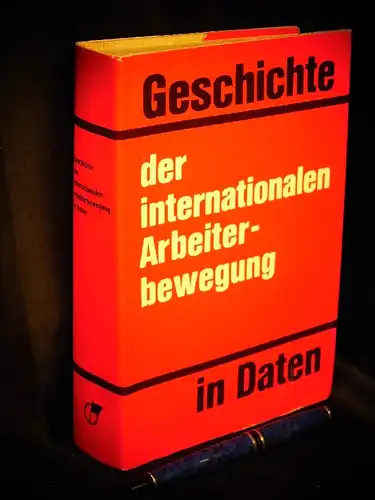 Geschichte
der
internationalen
Arbeiter-
bewegung
in Daten